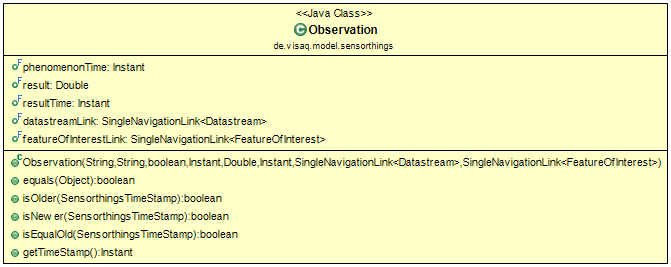 <<Java Class>>
C Observation
de.visaq.model.sensorthings
F phenomenonTime: Instant
F result: Double
F resultTime: Instant
F datastreamLink: SingleNavigationLink<Datastream>
F featureOfInterestLink: SingleNavigationLink<FeatureOfInterest>
C Observation(String,String,boolean,Instant,Double,Instant,SingleNavigationLink<Datastream>,SingleNavigationLink<FeatureOfInterest>)
equals(Object):boolean
isOlder(SensorthingsTimeStamp):boolean
isNewer(SensorthingsTimeStamp):boolean
isEqualOld(SensorthingsTimeStamp):boolean
getTimeStamp():Instant